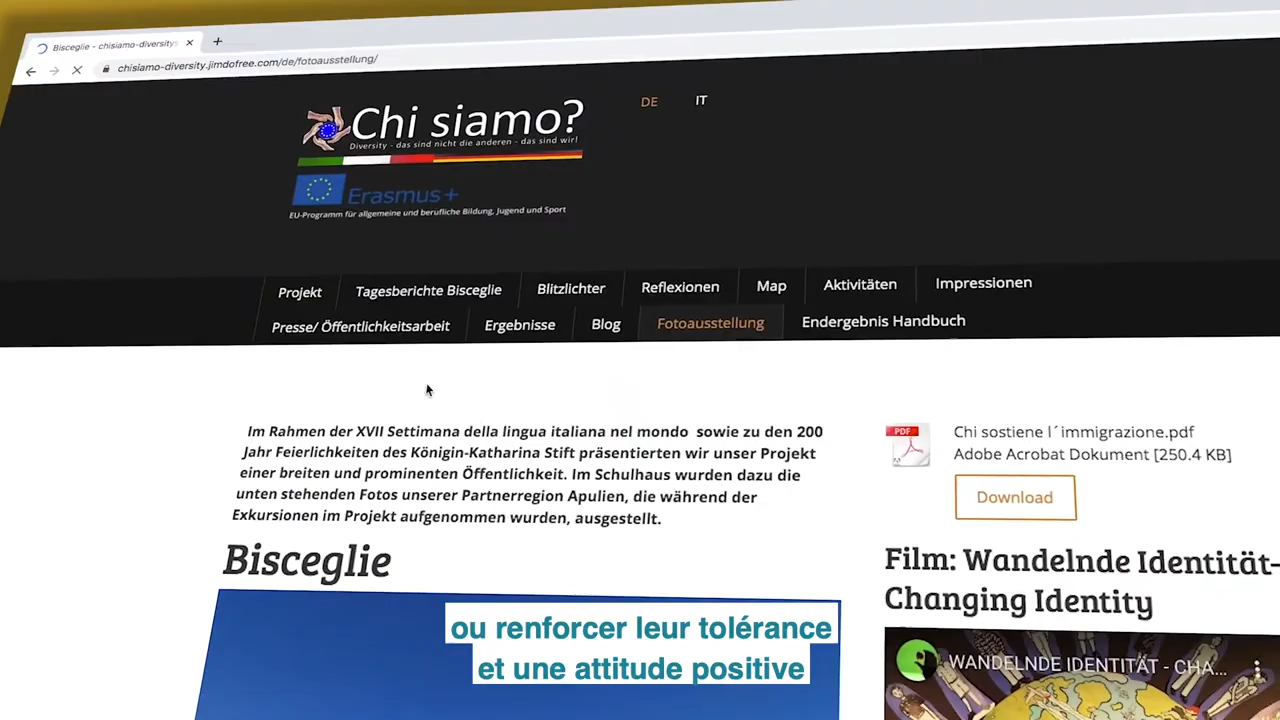 Bisceglie - chisiamo-diversitys
chisiamo-diversity.jimdofree.com/de/fotoausstellung/
Chi siamo?
Diversity - das sind nicht die anderen - das sind wir!
DE
IT
Erasmus+
EU-Programm für allgemeine und berufliche Bildung, Jugend und Sport
Projekt
Tagesberichte Bisceglie
Blitzlichter
Reflexionen
Map
Aktivitäten
Impressionen
Presse/ Öffentlichkeitsarbeit
Ergebnisse
Blog
Fotoausstellung
Endergebnis Handbuch
Im Rahmen der XVII Settimana della lingua italiana nel mondo sowie zu den 200
Jahr Feierlichkeiten des Königin-Katharina Stift präsentierten wir unser Projekt
einer breiten und prominenten Öffentlichkeit. Im Schulhaus wurden dazu die
unten stehenden Fotos unserer Partnerregion Apulien, die während der
Exkursionen im Projekt aufgenommen wurden, ausgestellt.
Bisceglie
PDF
Chi sostiene l´immigrazione.pdf
Adobe Acrobat Dokument [250.4 KB]
Download
Film: Wandelnde Identität-
Changing Identity
WANDELNDE IDENTITÄT - CHA...
ou renforcer leur tolérance
et une attitude positive